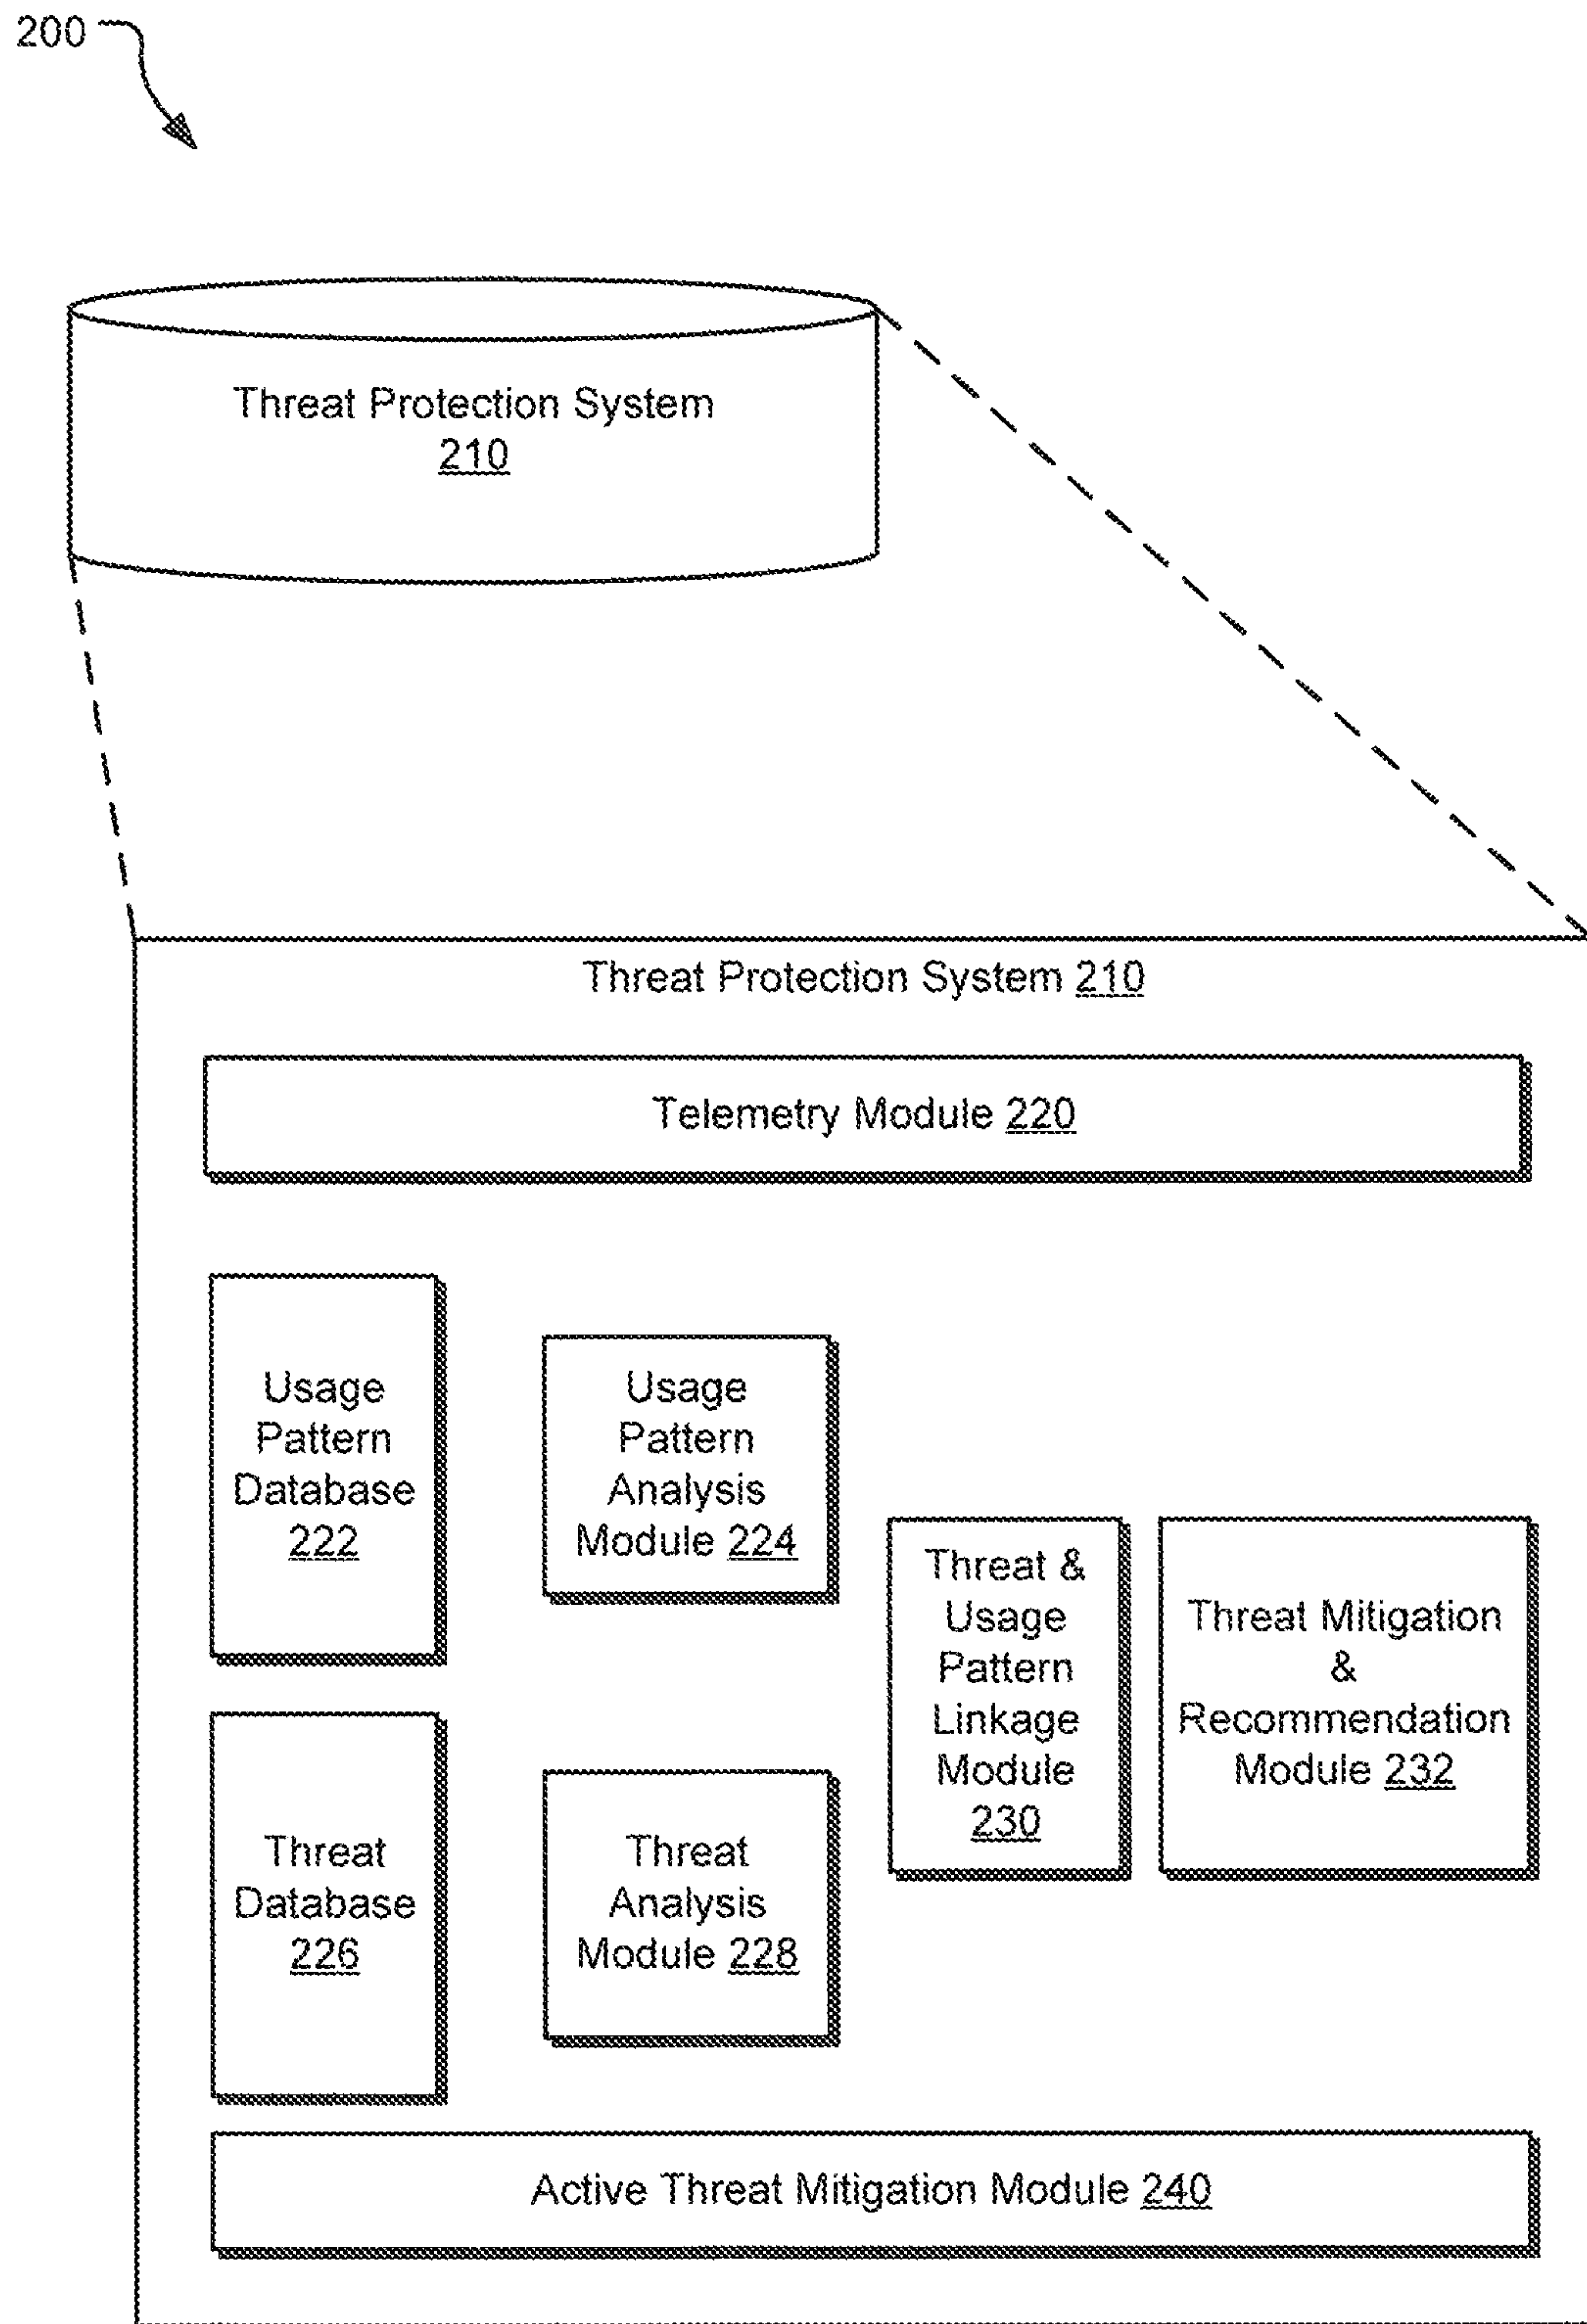 200
Threat Protection System
210
Threat Protection System 210
Telemetry Module 220
Usage
Pattern
Database
222
Usage
Pattern
Analysis
Module 224
Threat &
Usage
Pattern
Linkage
Module
230
Threat Mitigation
&
Recommendation
Module 232
Threat
Database
226
Threat
Analysis
Module 228
Active Threat Mitigation Module 240